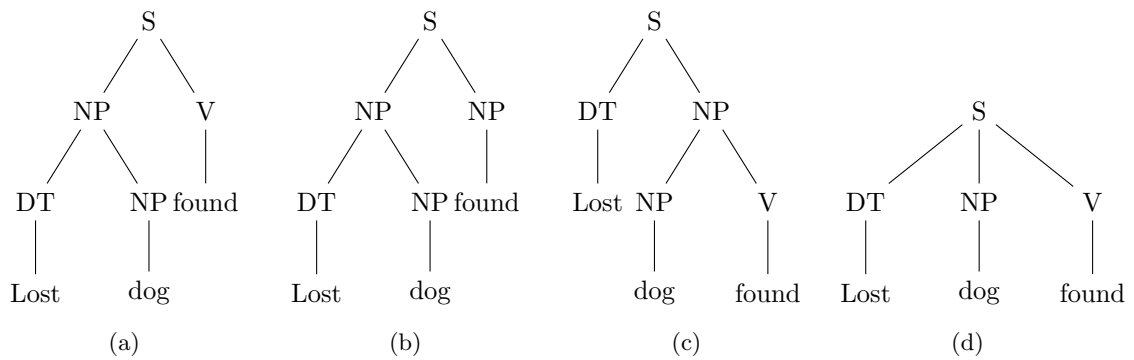 S S S
NP V NP NP DT NP S
DT NP found DT NP found Lost NP V DT NP V
Lost dog Lost dog dog found Lost dog found
(a) (b) (c) (d)